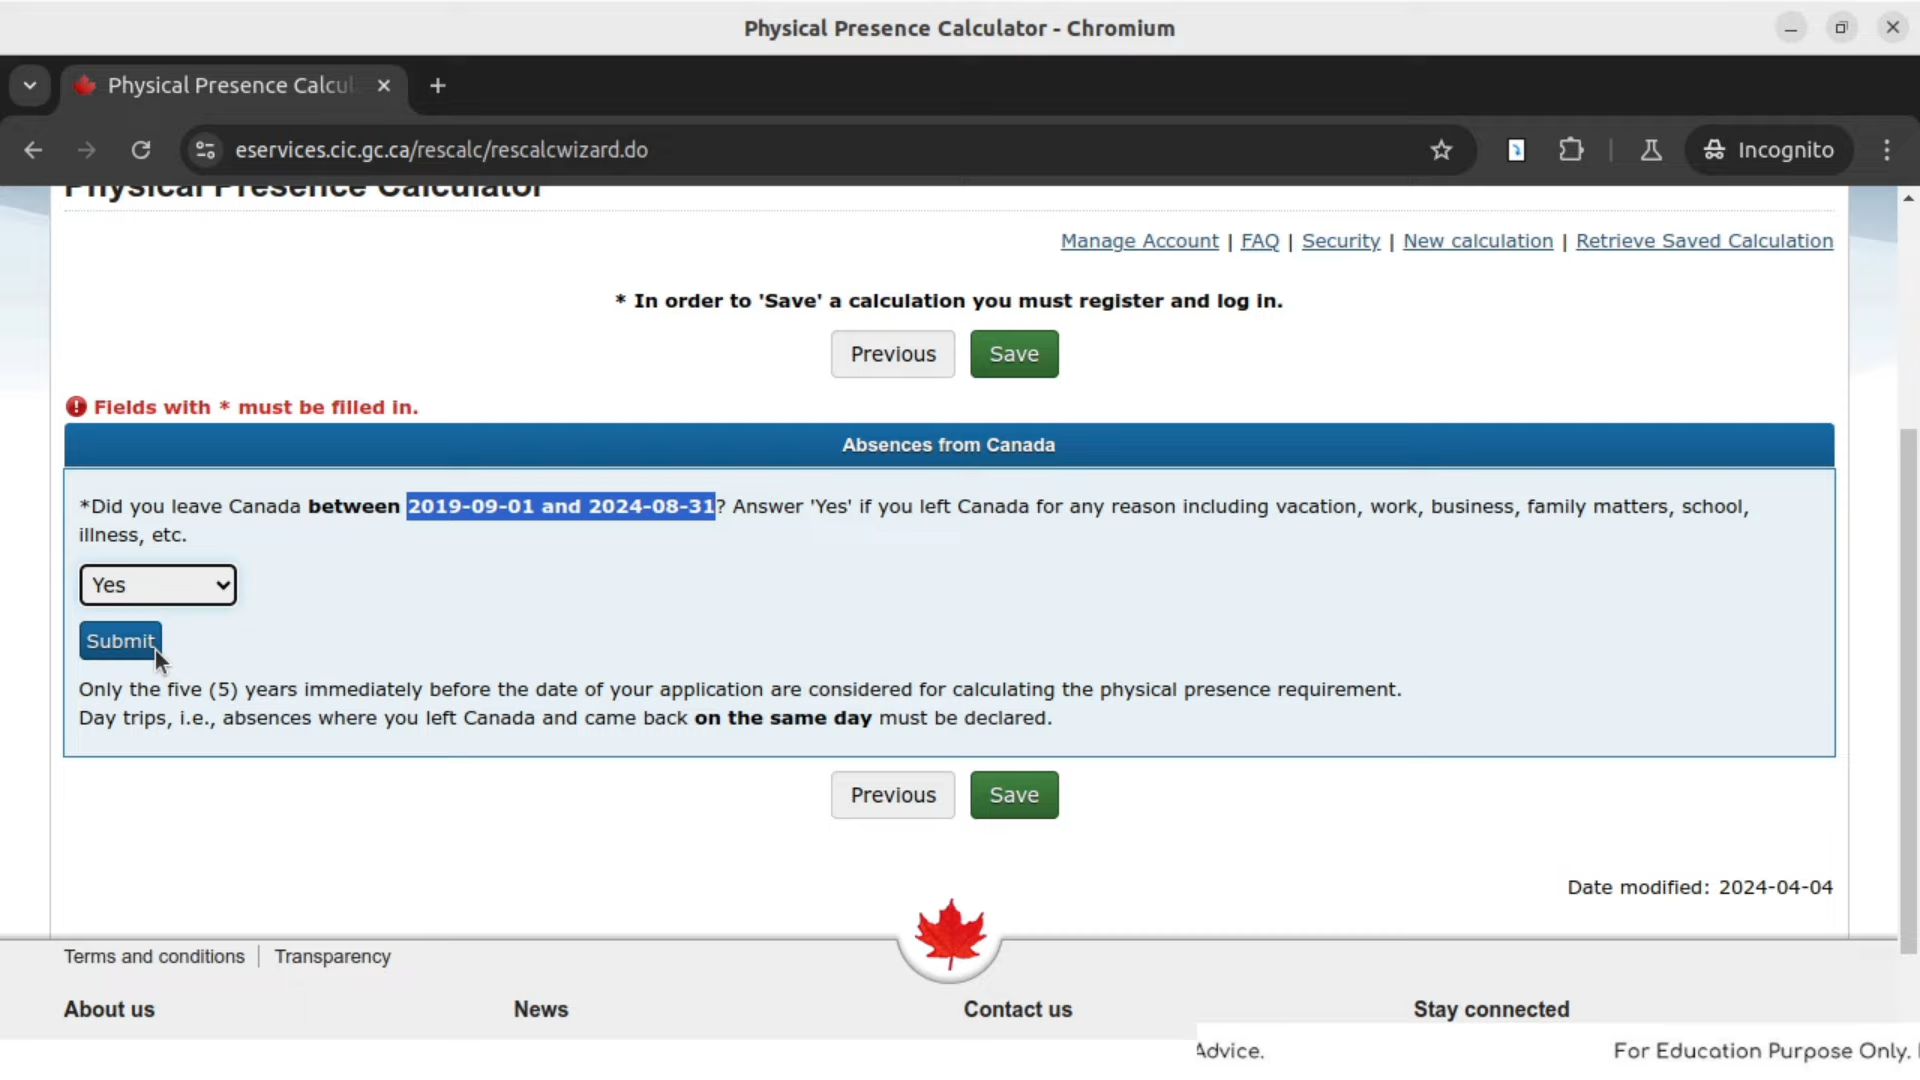 Physical Presence Calculator - Chromium
Physical Presence Calcul
eservices.cic.gc.ca/rescalc/rescalcwizard.do
Incognito
Physical Presence Calculator
Manage Account | FAQ | Security | New calculation | Retrieve Saved Calculation
* In order to 'Save' a calculation you must register and log in.
Previous Save
Fields with * must be filled in.
Absences from Canada
*Did you leave Canada between 2019-09-01 and 2024-08-31? Answer 'Yes' if you left Canada for any reason including vacation, work, business, family matters, school,
illness, etc.
Yes
Submit
Only the five (5) years immediately before the date of your application are considered for calculating the physical presence requirement.
Day trips, i.e., absences where you left Canada and came back on the same day must be declared.
Previous Save
Date modified: 2024-04-04
Terms and conditions | Transparency
About us News Contact us Stay connected
Advice. For Education Purpose Only.